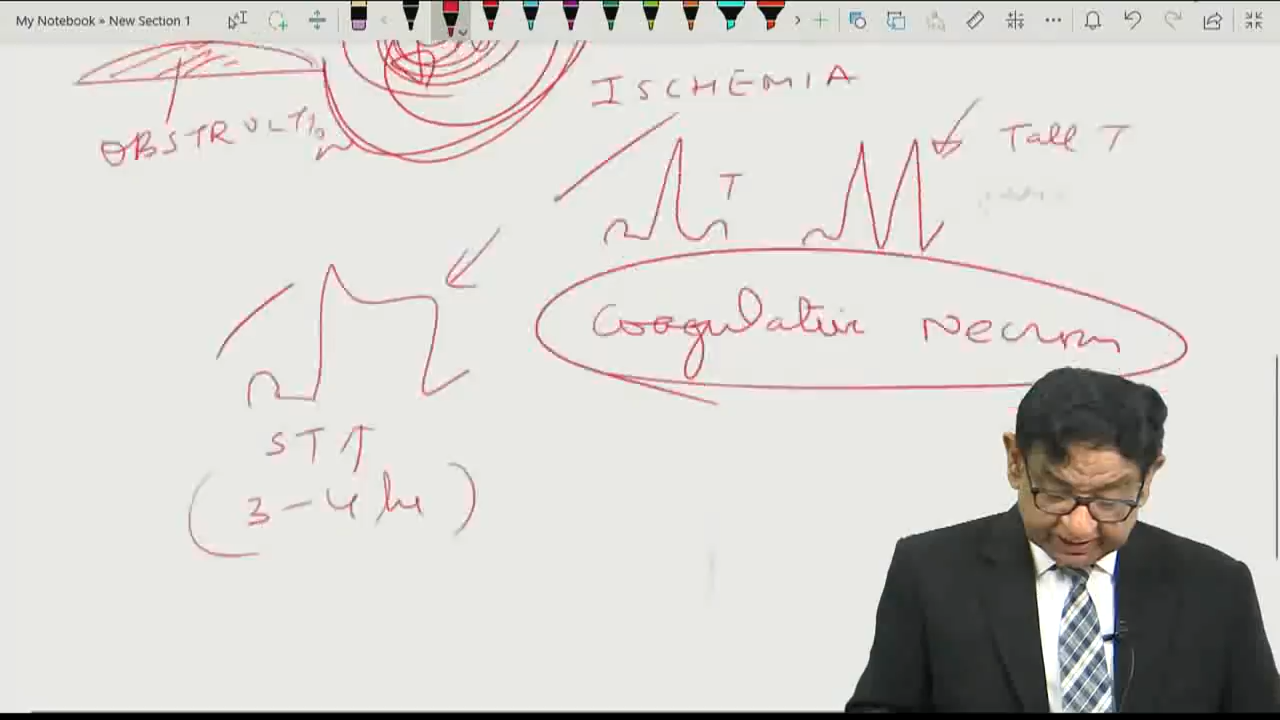 My Notebook » New Section 1
ISCHEMIA
OBSTRUCTIO
Tall T
T
Coagulative Necrosis
ST↑
(3-4 hr)